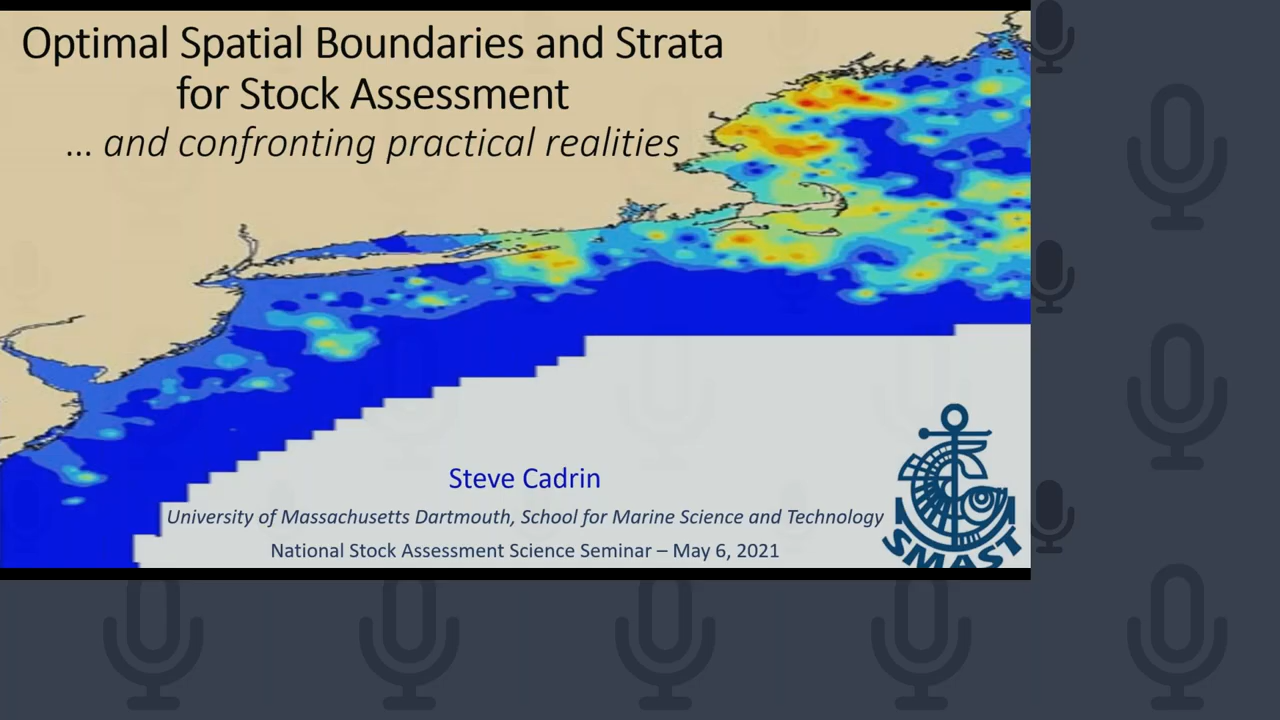 Optimal Spatial Boundaries and Strata
for Stock Assessment
... and confronting practical realities
Steve Cadrin
University of Massachusetts Dartmouth, School for Marine Science and Technology
National Stock Assessment Science Seminar – May 6, 2021
SMAST